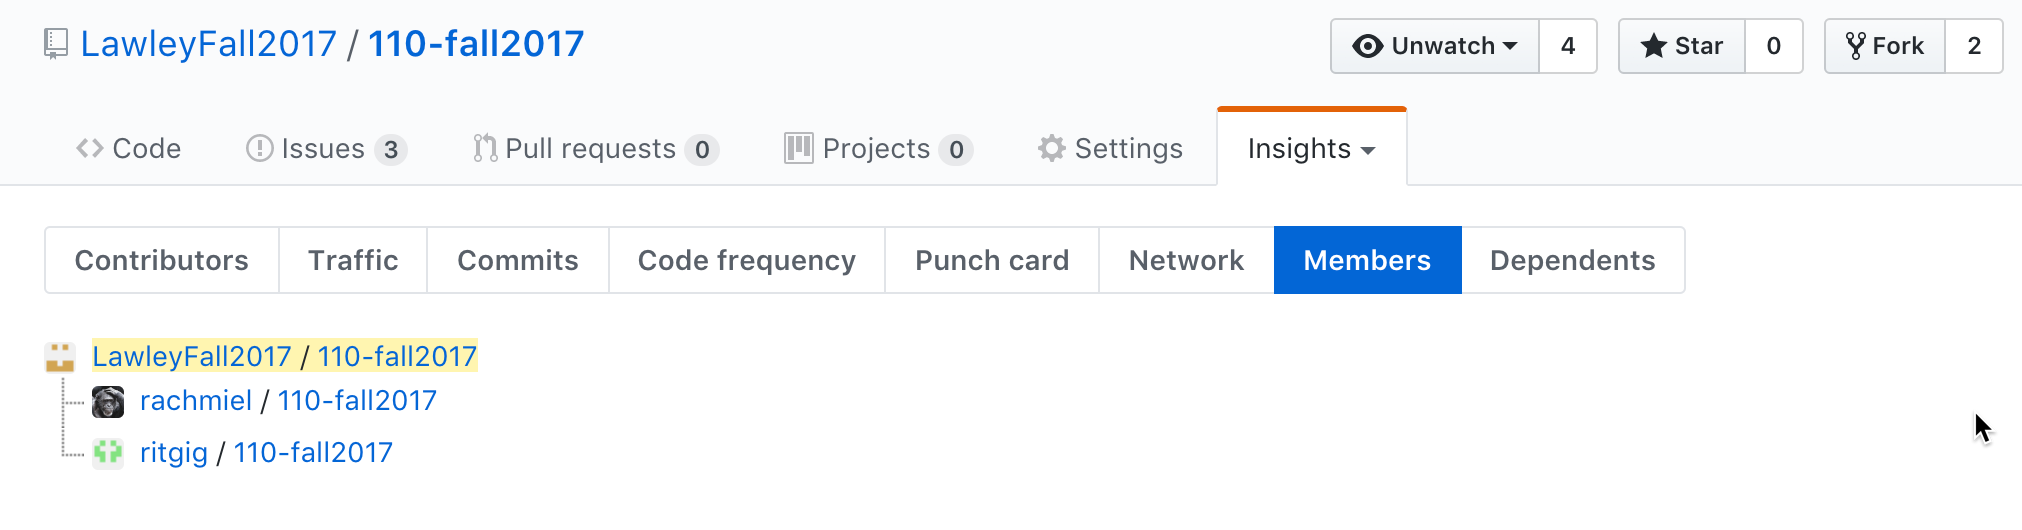 LawleyFall2017 / 110-fall2017
Unwatch 4 Star 0 Fork 2
Code Issues 3 Pull requests 0 Projects 0 Settings Insights
Contributors Traffic Commits Code frequency Punch card Network Members Dependents
LawleyFall2017 / 110-fall2017
rachmiel / 110-fall2017
ritgig / 110-fall2017